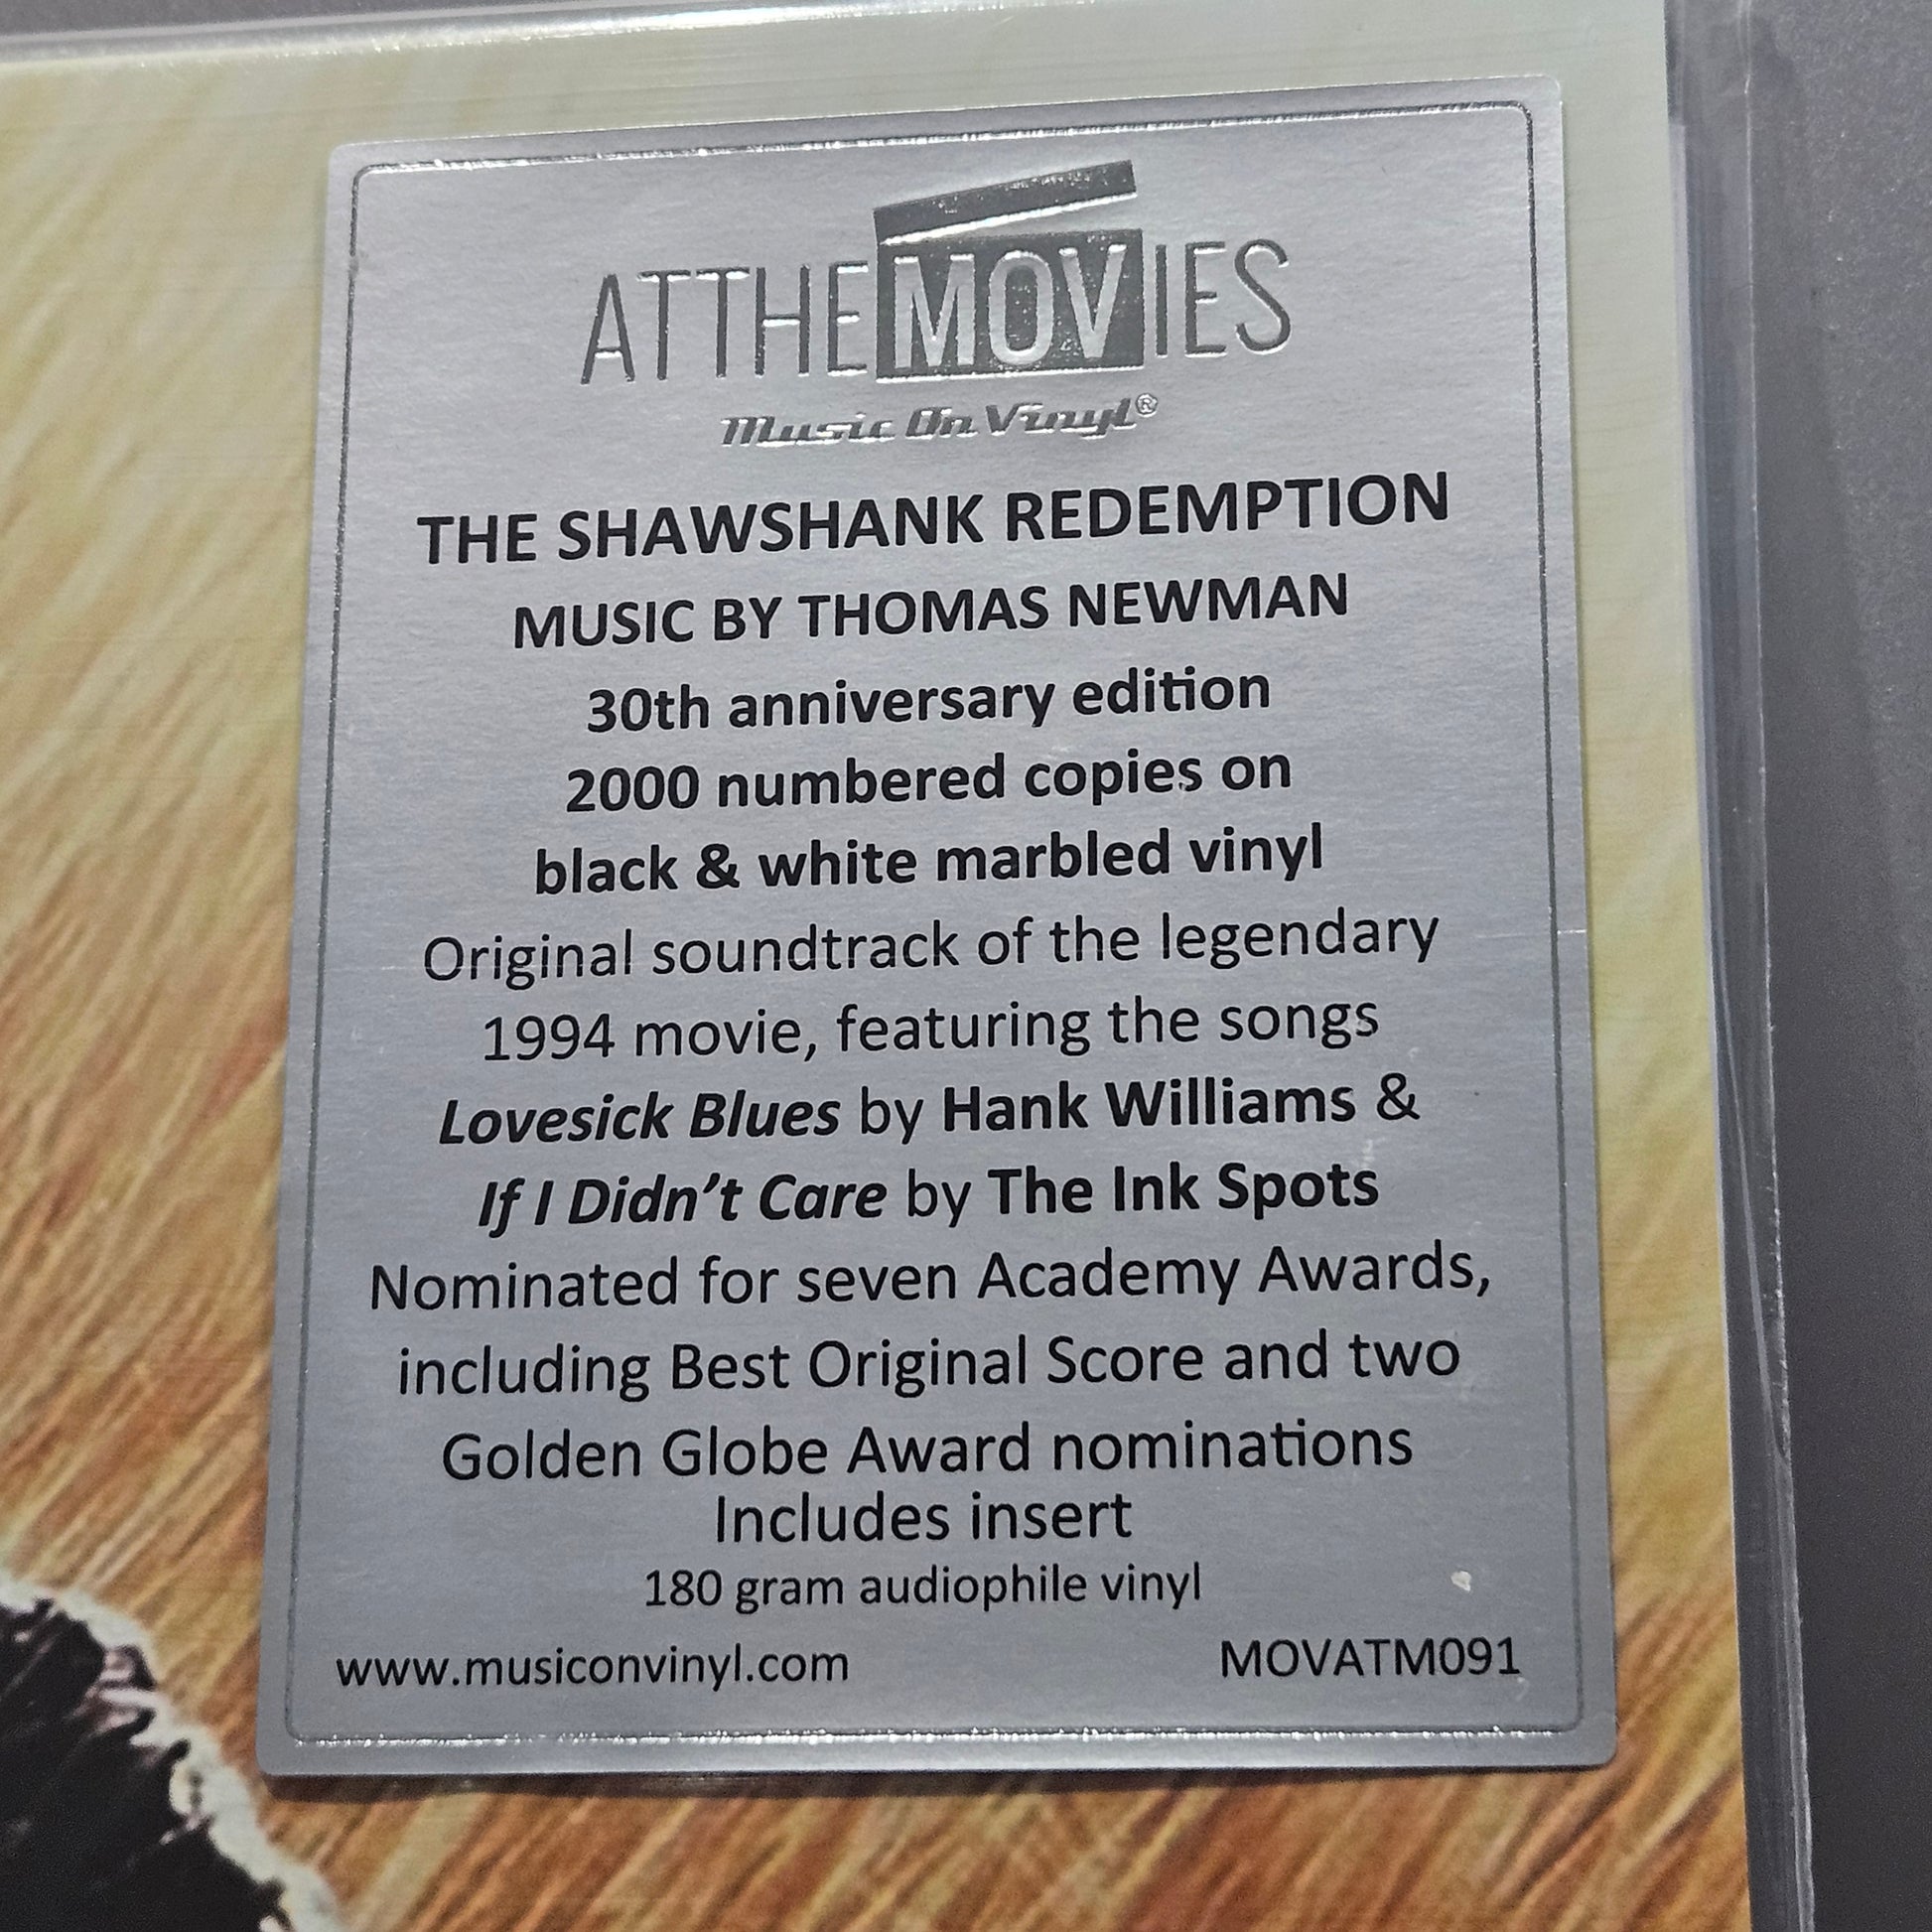 ATTHEMOVIES
Music On Vinyl®
THE SHAWSHANK REDEMPTION
MUSIC BY THOMAS NEWMAN
30th anniversary edition
2000 numbered copies on
black & white marbled vinyl
Original soundtrack of the legendary
1994 movie, featuring the songs
Lovesick Blues by Hank Williams &
If I Didn’t Care by The Ink Spots
Nominated for seven Academy Awards,
including Best Original Score and two
Golden Globe Award nominations
Includes insert
180 gram audiophile vinyl
www.musiconvinyl.com MOVATM091